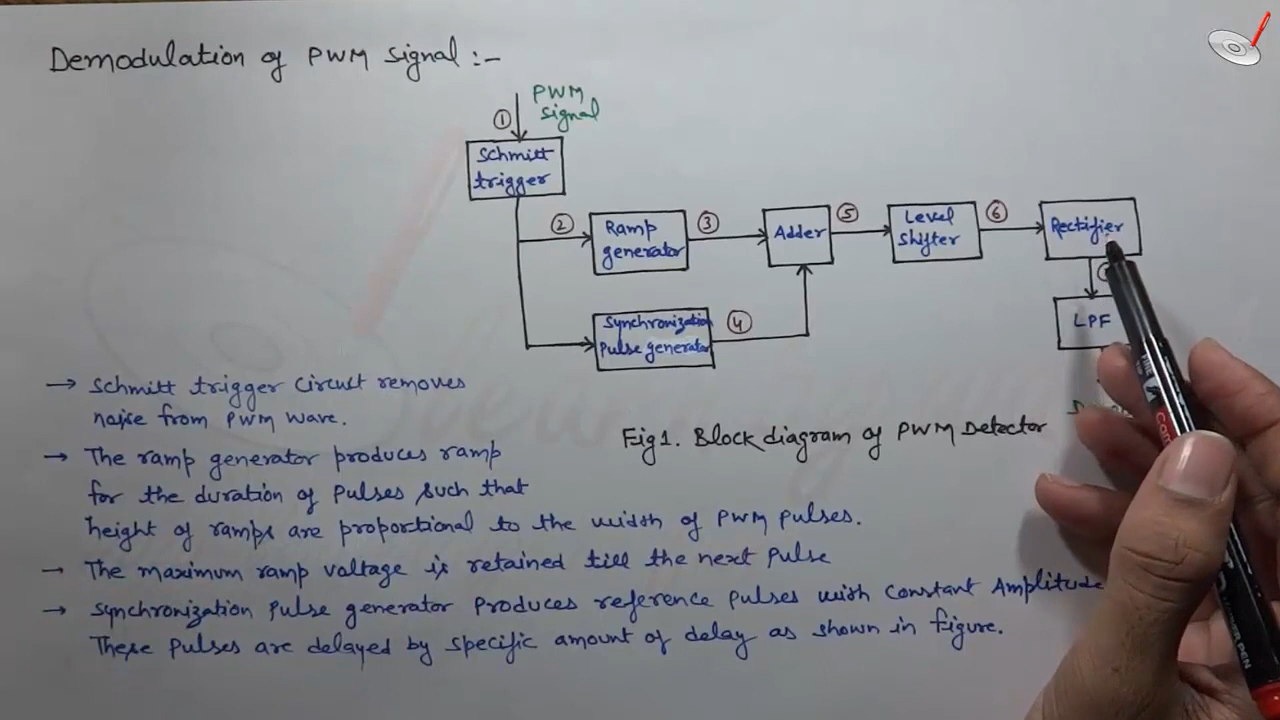 Demodulation of PWM Signal :-
PWM
Signal
①
Schmitt
trigger
②
Ramp
generator
③
Adder
⑤
Level
Shifter
⑥
Rectifier
Synchronization
Pulse generator
④
LPF
Fig1. Block diagram of PWM Detector
→ Schmitt trigger circuit removes
noise from PWM wave.
→ The ramp generator produces ramp
for the duration of pulses such that
height of ramps are proportional to the width of PWM pulses.
→ The maximum ramp voltage is retained till the next Pulse
→ Synchronization Pulse generator Produces reference pulses with Constant Amplitude
These Pulses are delayed by specific amount of delay as shown in figure.